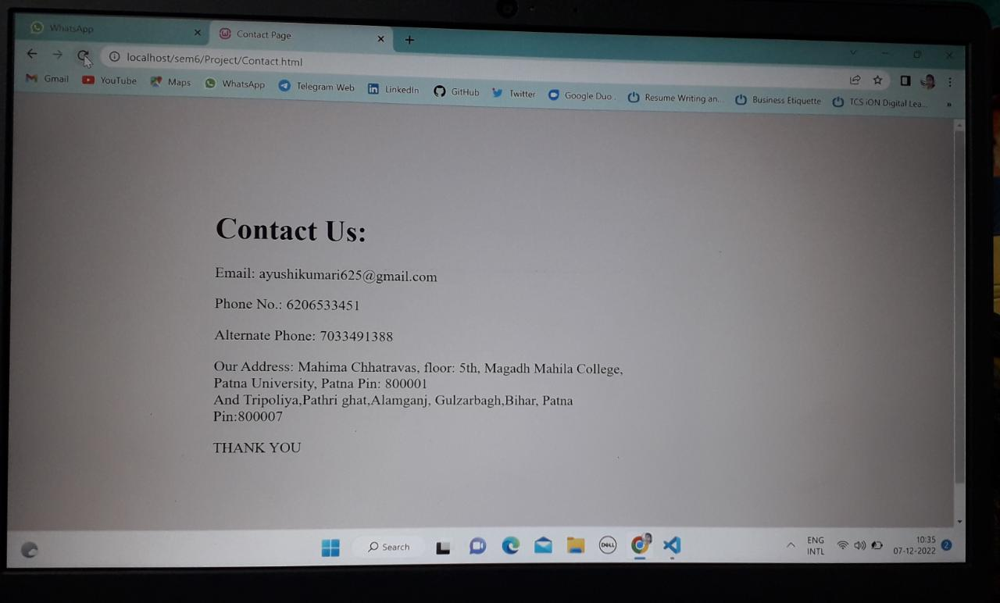 WhatsApp
Contact Page
localhost/sem6/Project/Contact.html
Gmail YouTube Maps WhatsApp Telegram Web LinkedIn GitHub Twitter Google Duo . Resume Writing an... Business Etiquette TCS iON Digital Lea... »
Contact Us:
Email: ayushikumari625@gmail.com
Phone No.: 6206533451
Alternate Phone: 7033491388
Our Address: Mahima Chhatravas, floor: 5th, Magadh Mahila College,
Patna University, Patna Pin: 800001
And Tripoliya,Pathri ghat,Alamganj, Gulzarbagh,Bihar, Patna
Pin:800007
THANK YOU
Search
DELL
ENG
INTL
10:35
07-12-2022
2